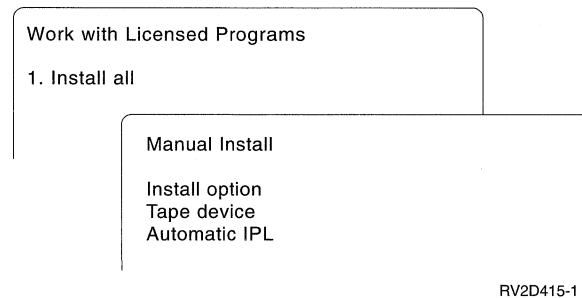 Work with Licensed Programs
1. Install all
Manual Install
Install option
Tape device
Automatic IPL
RV2D415-1